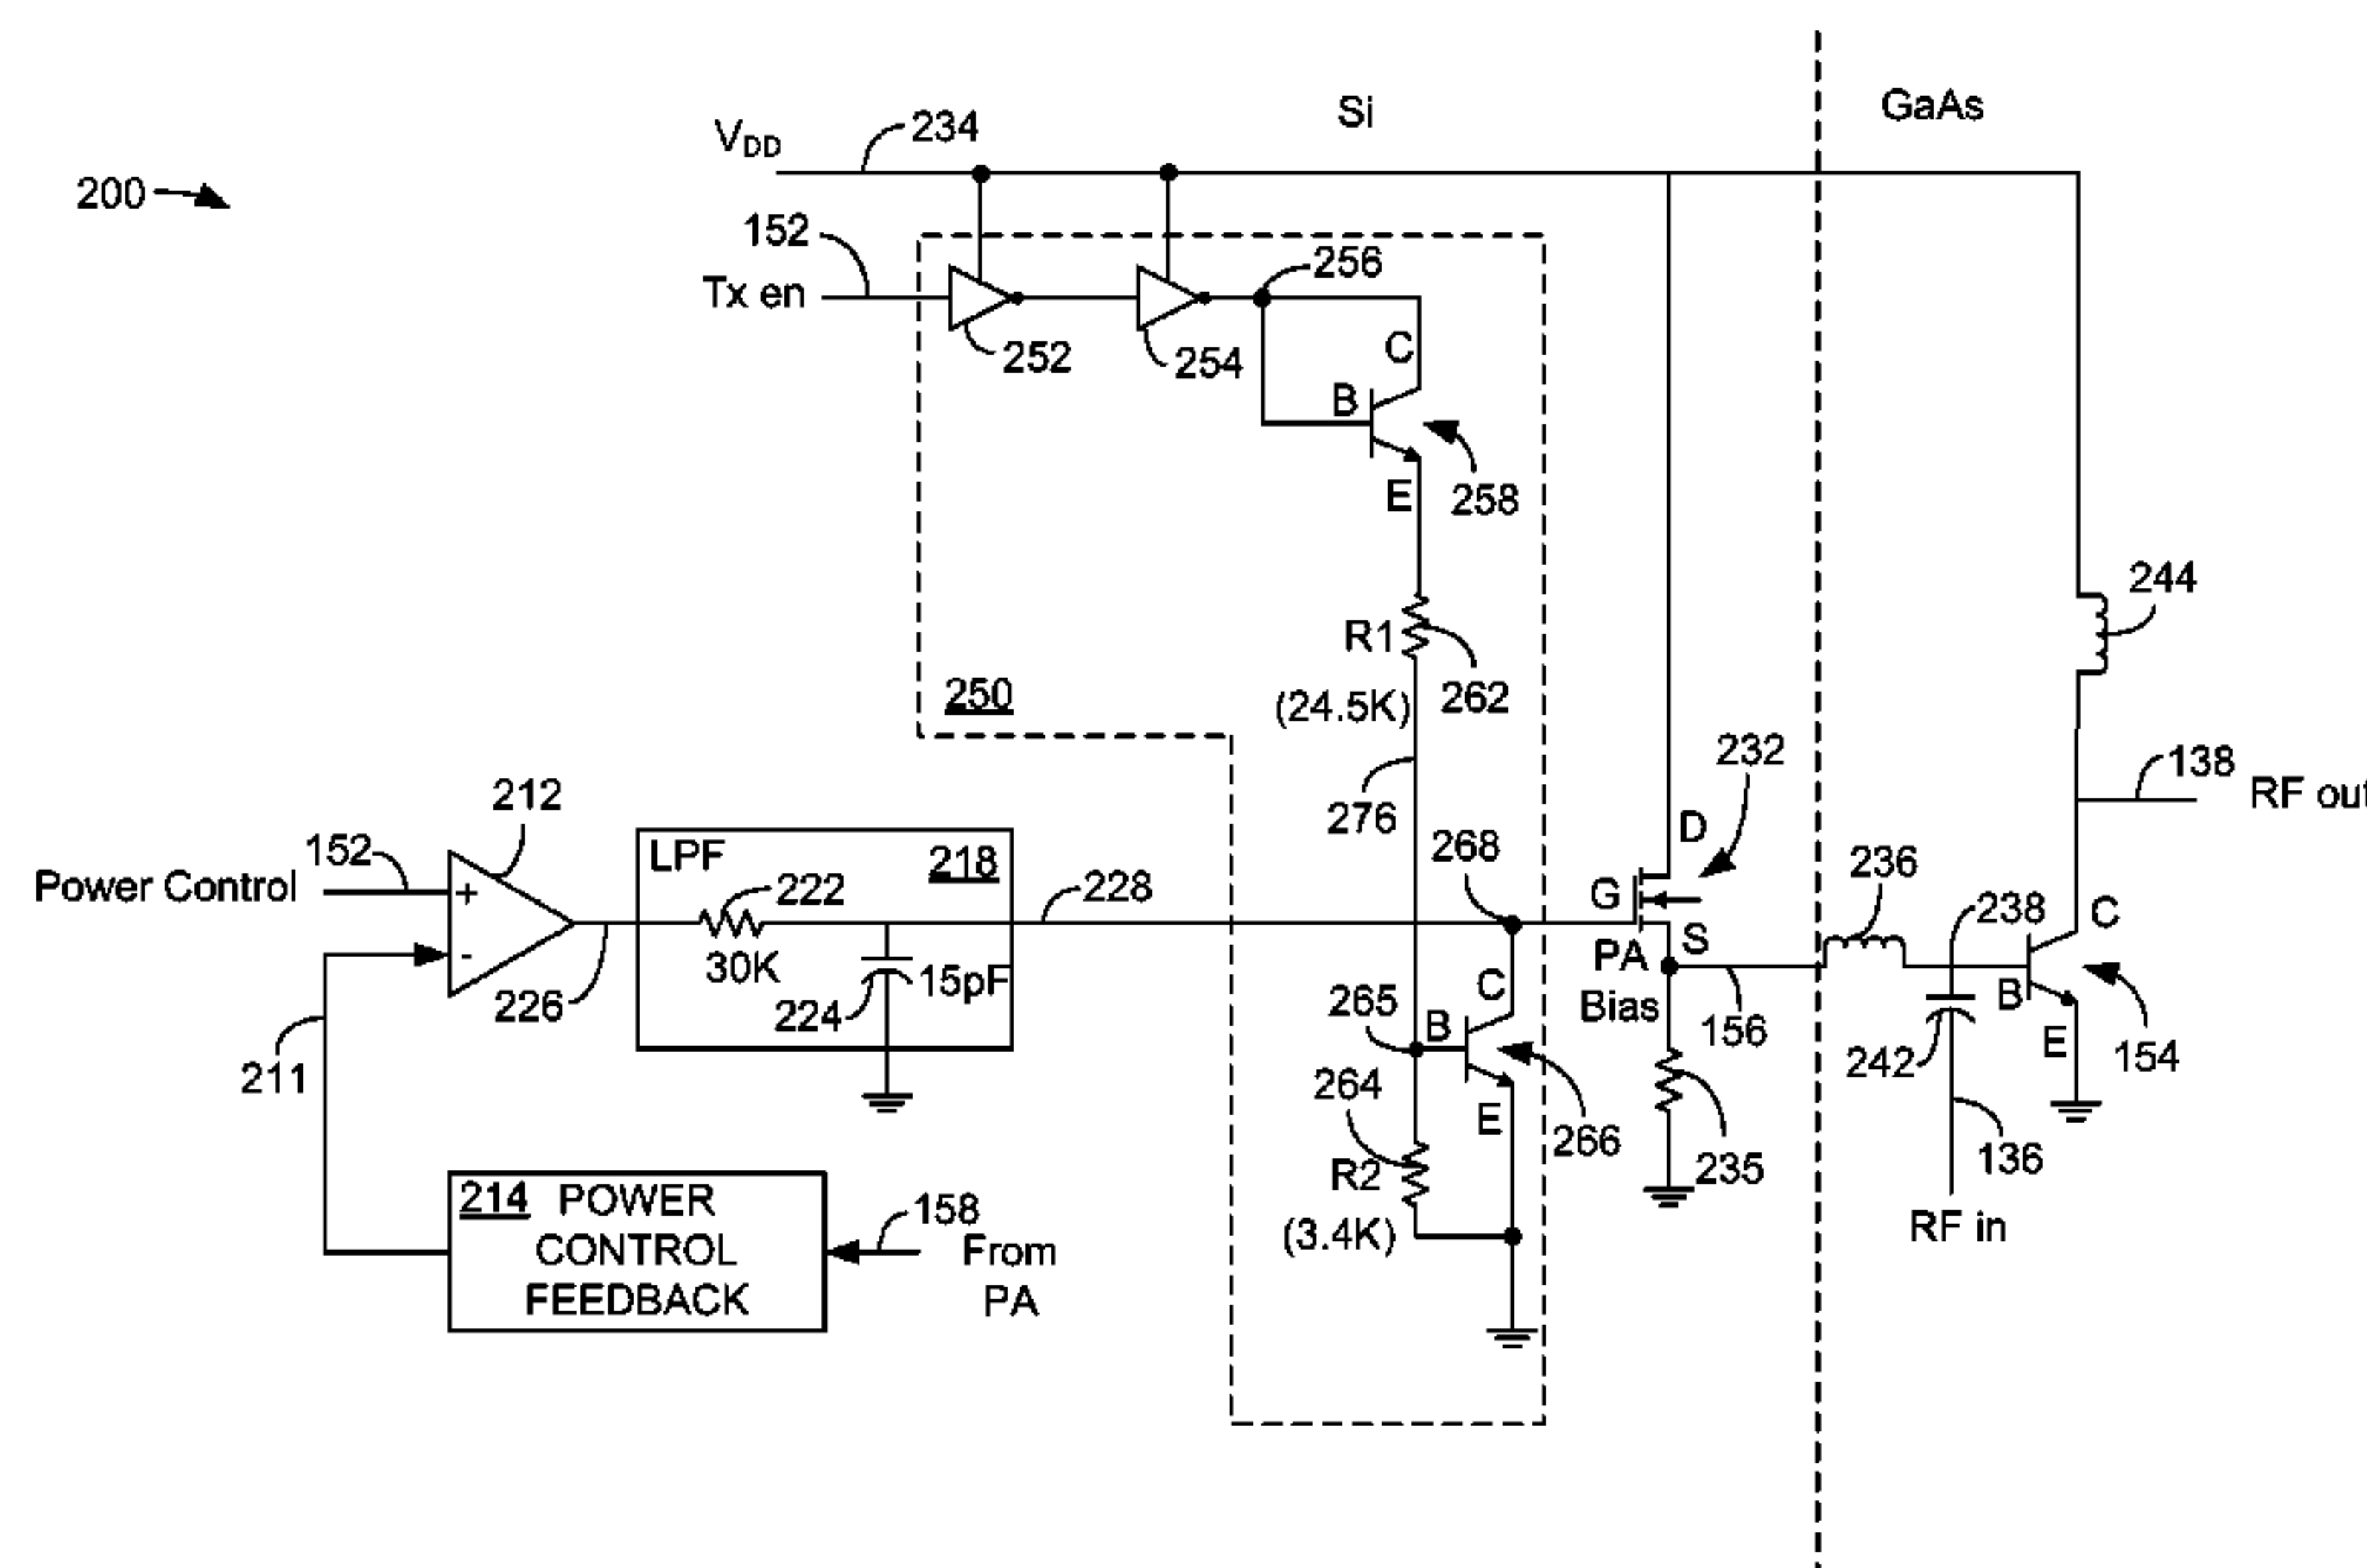 Si
GaAs
V_DD
234
200
152
Tx en
256
252
254
C
B
E
258
R1
262
(24.5K)
250
276
244
232
138
RF out
212
152
Power Control
+
-
226
211
LPF
218
222
30K
224
15pF
228
268
G
D
S
PA
Bias
156
236
238
C
B
E
154
242
136
RF in
265
C
B
E
266
264
R2
(3.4K)
235
214 POWER
CONTROL
FEEDBACK
158
From
PA